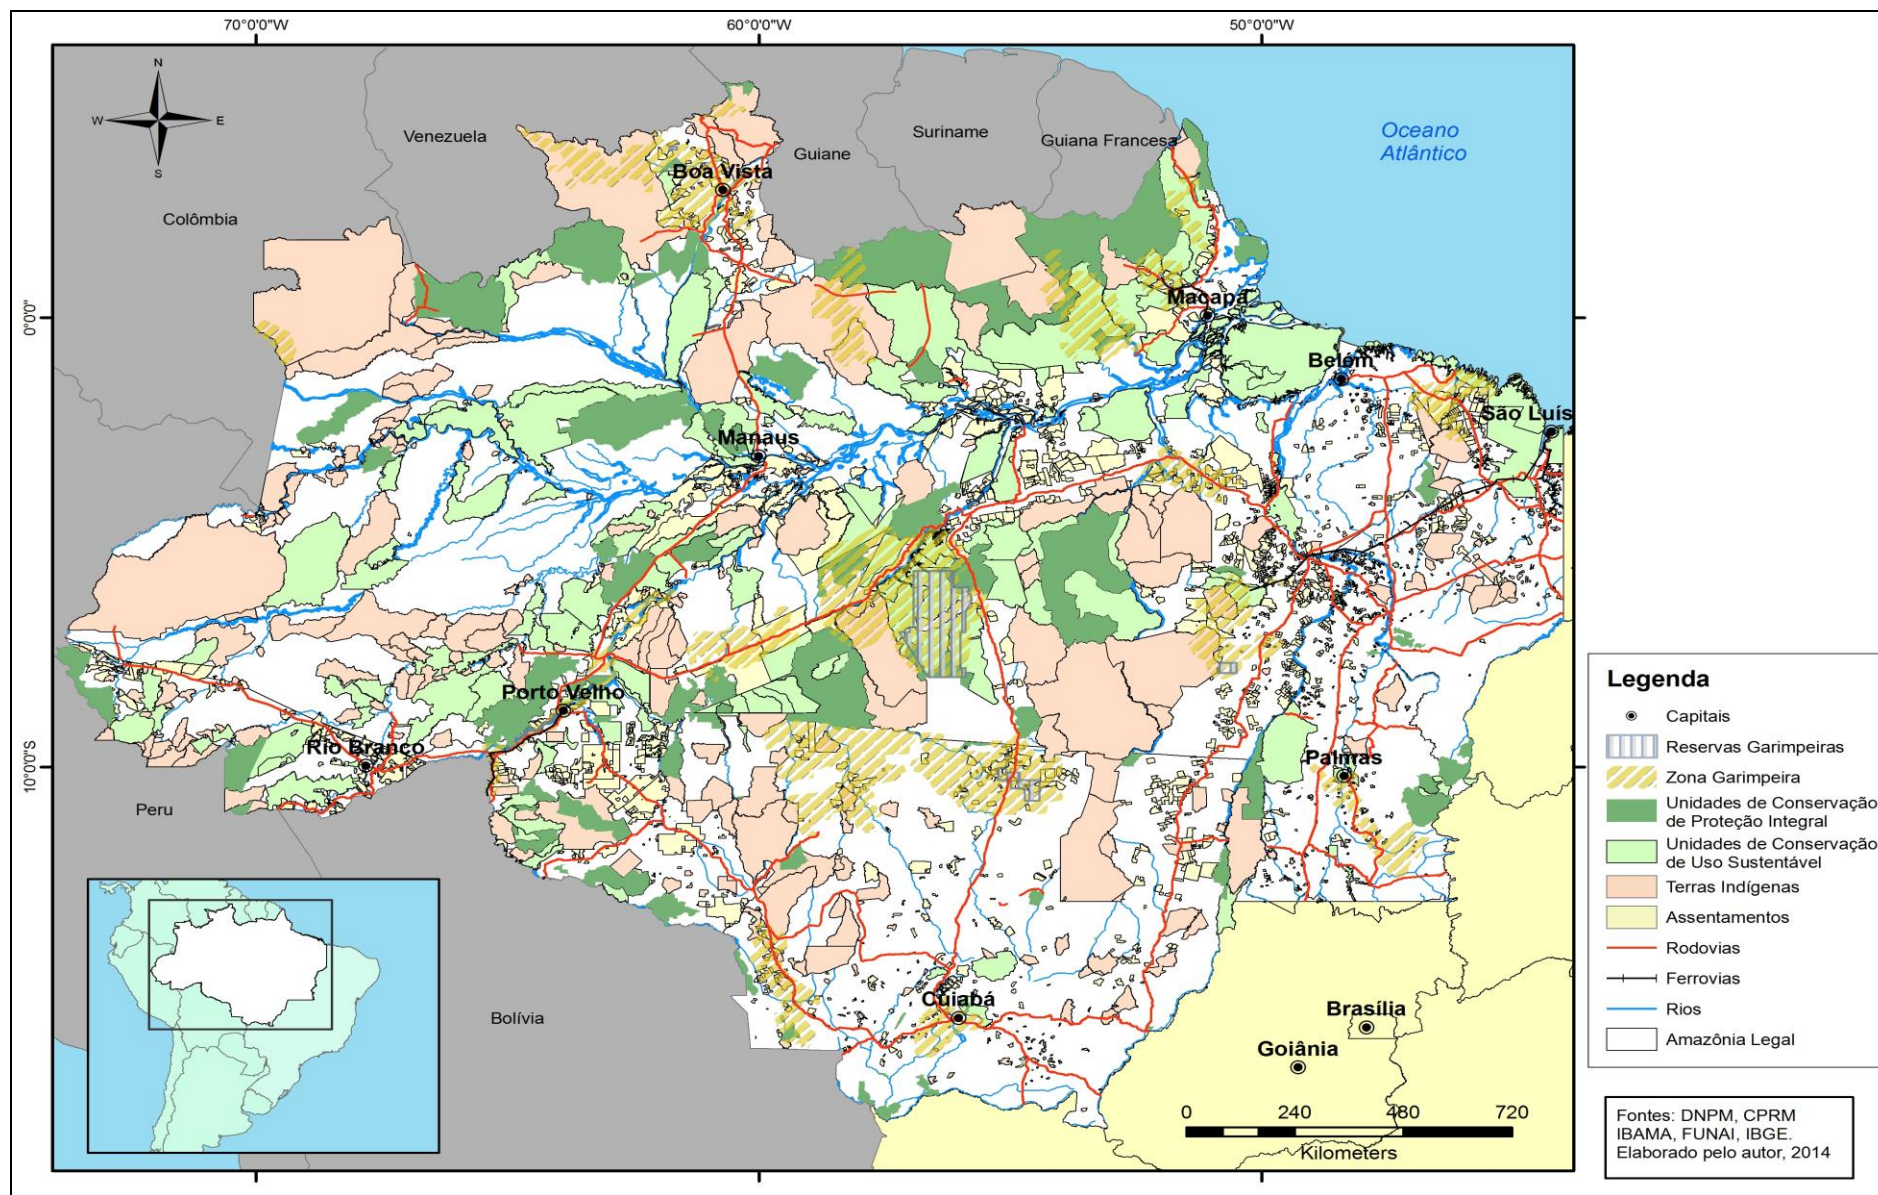 70°0'0"W
60°0'0"W
50°0'0"W
N
W
E
S
Venezuela
Suriname
Guiane
Guiana Francesa
Oceano
Atlântico
Colômbia
Boa Vista
0°0'0"
Macapá
Belém
São Luís
Manaus
Porto Velho
Rio Branco
Palmas
10°0'0"S
Peru
Bolívia
Cuiabá
Brasília
Goiânia
0
240
480
720
Kilometers
Legenda
Capitais
Reservas Garimpeiras
Zona Garimpeira
Unidades de Conservação
de Proteção Integral
Unidades de Conservação
de Uso Sustentável
Terras Indígenas
Assentamentos
Rodovias
Ferrovias
Rios
Amazônia Legal
Fontes: DNPM, CPRM
IBAMA, FUNAI, IBGE.
Elaborado pelo autor, 2014